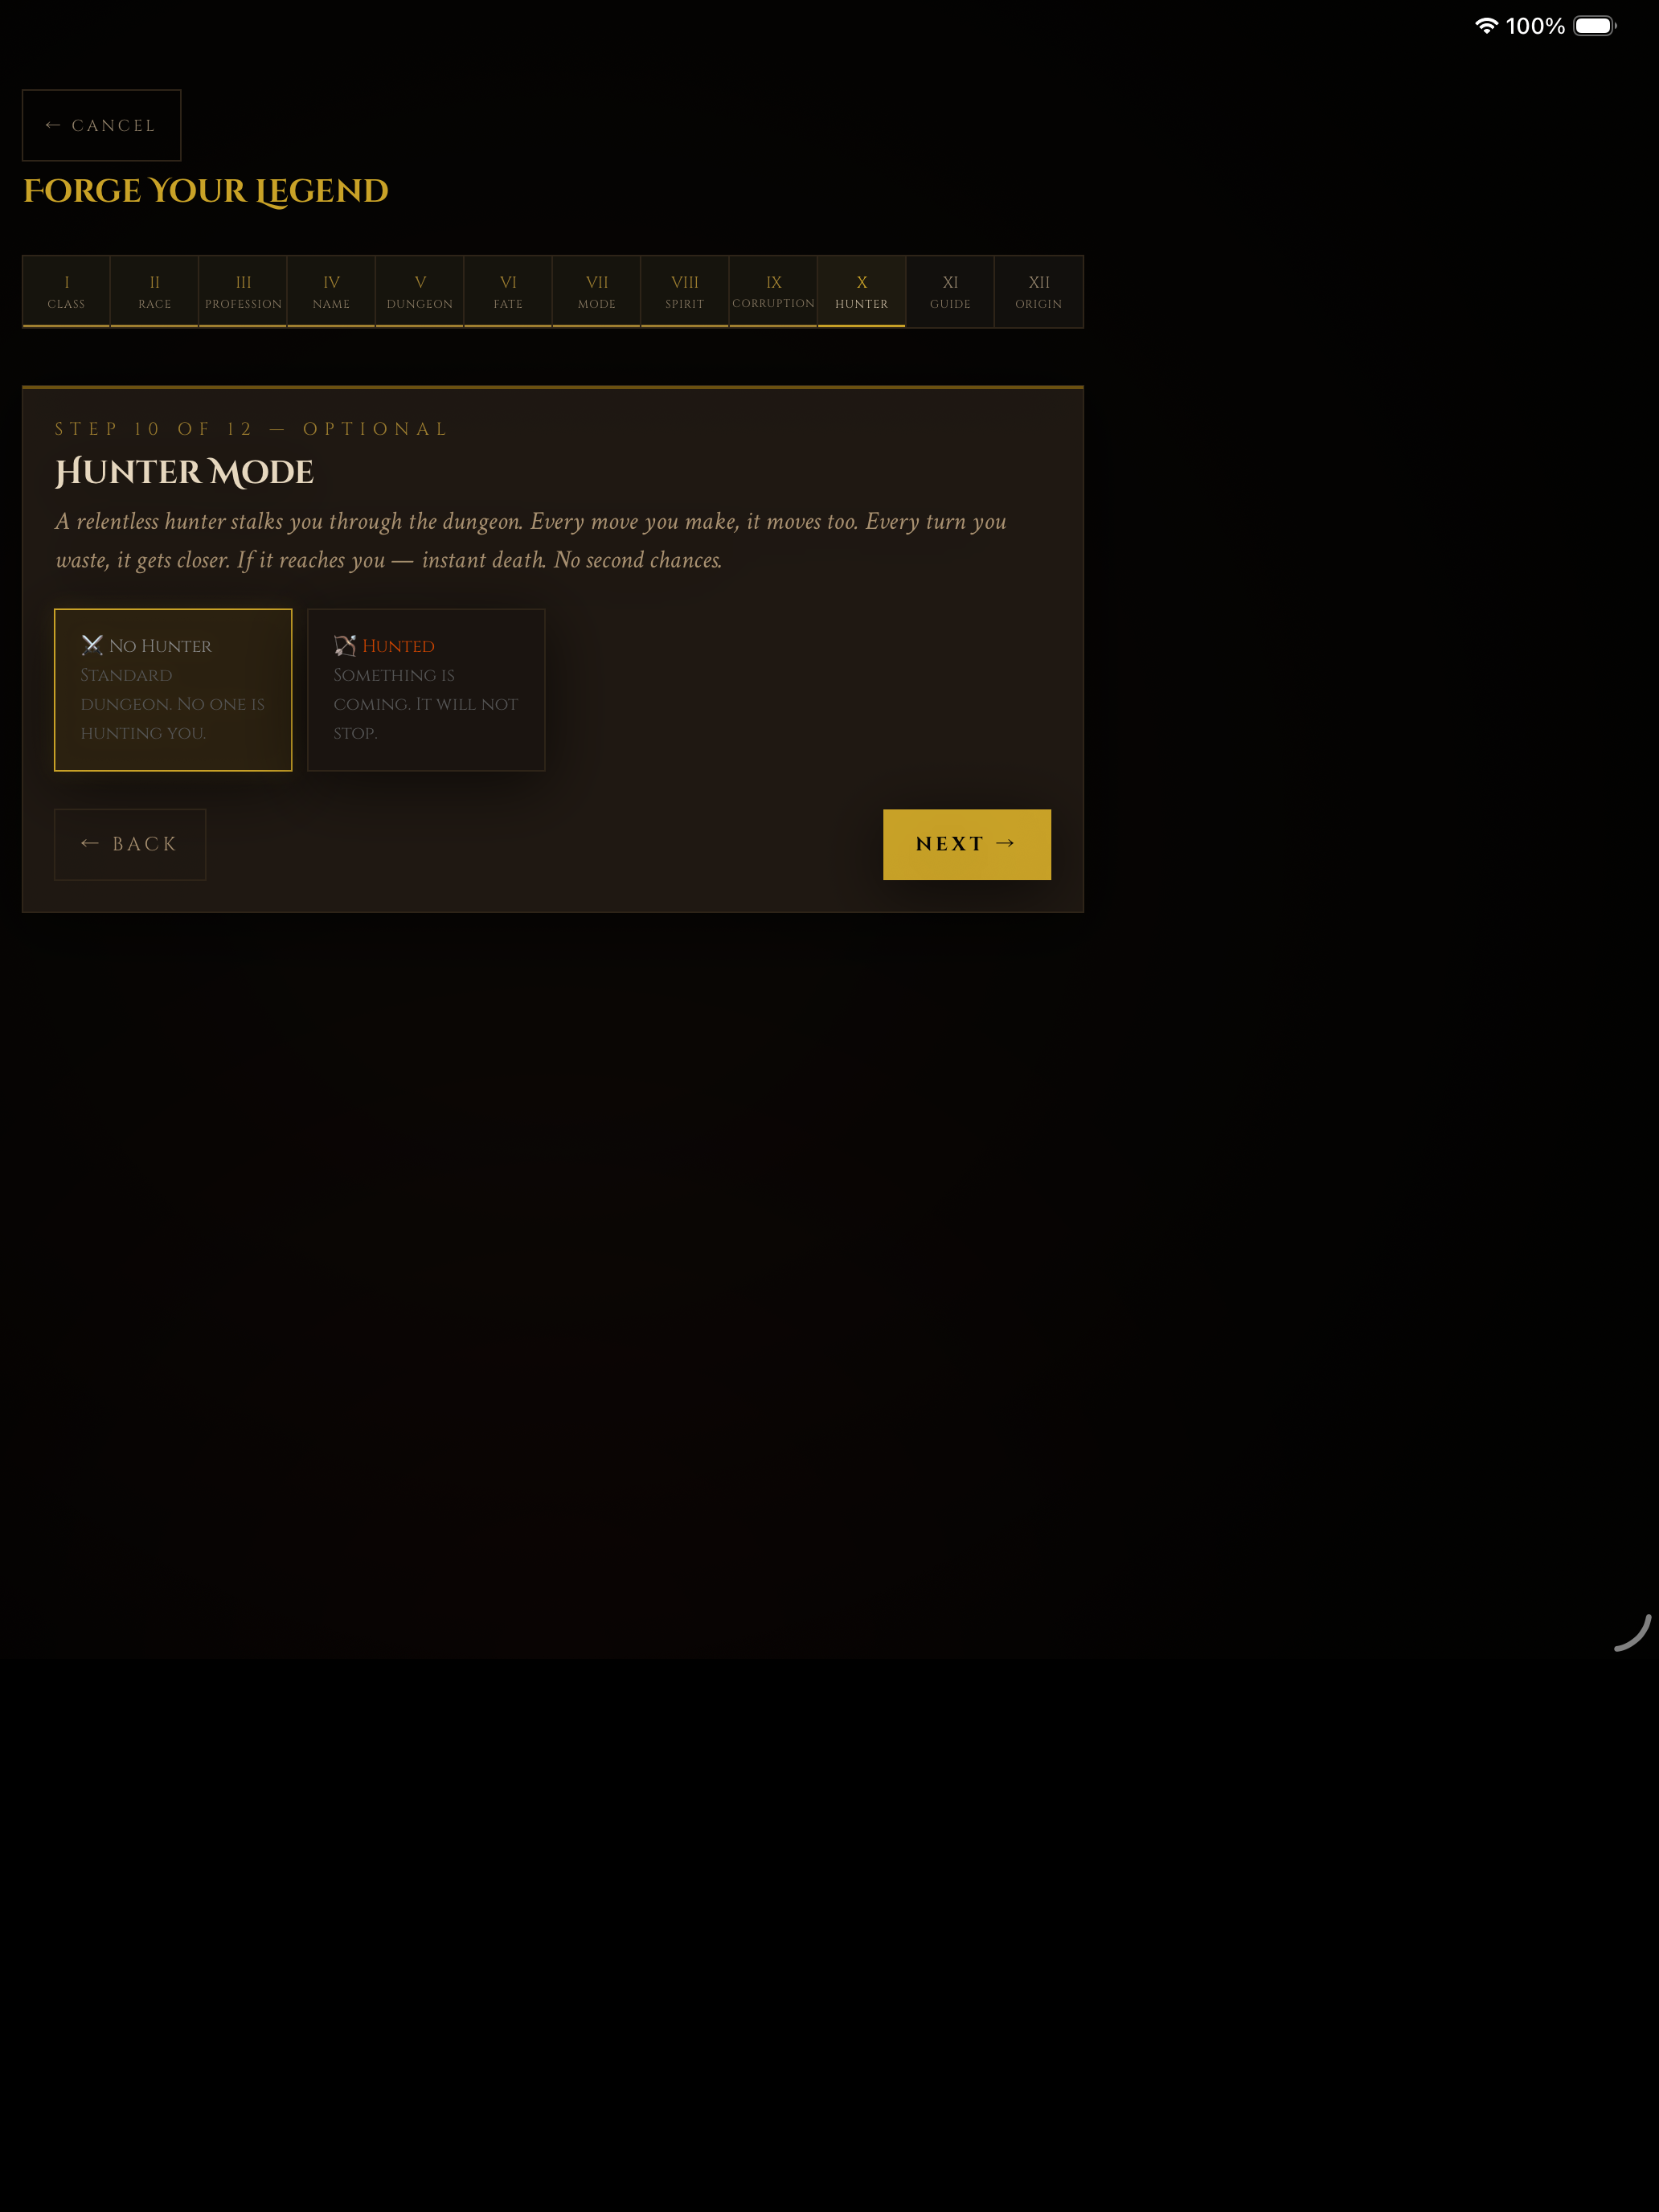 100%
← CANCEL
Forge Your Legend
I
II
III
IV
V
VI
VII
VIII
IX
X
XI
XII
CLASS
RACE
PROFESSION
NAME
DUNGEON
FATE
MODE
SPIRIT
CORRUPTION
HUNTER
GUIDE
ORIGIN
STEP 10 OF 12 — OPTIONAL
Hunter Mode
A relentless hunter stalks you through the dungeon. Every move you make, it moves too. Every turn you
waste, it gets closer. If it reaches you — instant death. No second chances.
⚔️ No Hunter
Standard
dungeon. No one is
hunting you.
🏹 Hunted
Something is
coming. It will not
stop.
← BACK
NEXT →